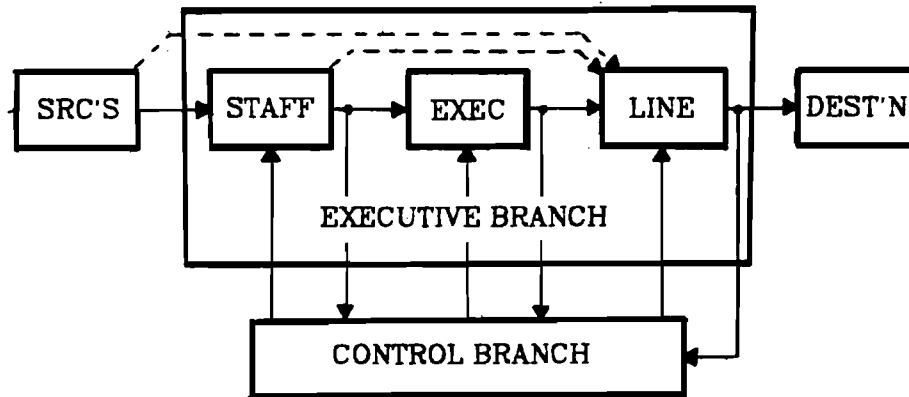 SRC'S
STAFF
EXEC
LINE
DEST'N
EXECUTIVE BRANCH
CONTROL BRANCH